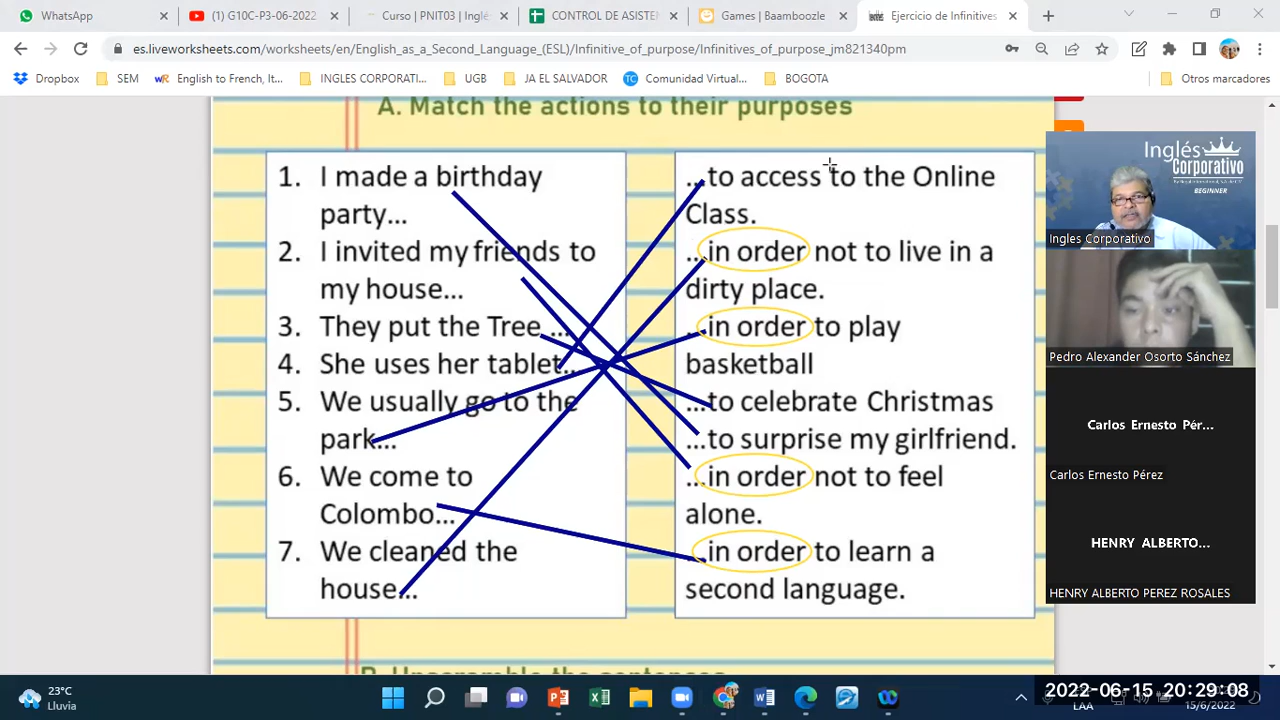 WhatsApp
(1) G10C-P3-06-2022
Curso | PNIT03 | Inglé
CONTROL DE ASISTE
Games | Baamboozle
Ejercicio de Infinitives
es.liveworksheets.com/worksheets/en/English_as_a_Second_Language_(ESL)/Infinitive_of_purpose/Infinitives_of_purpose_jm821340pm
Dropbox
SEM
English to French, It...
INGLES CORPORATI...
UGB
JA EL SALVADOR
Comunidad Virtual...
BOGOTA
Otros marcadores
A. Match the actions to their purposes
1. I made a birthday
party...
2. I invited my friends to
my house...
3. They put the Tree ...
4. She uses her tablet...
5. We usually go to the
park...
6. We come to
Colombo...
7. We cleaned the
house...
...to access to the Online
Class.
...in order not to live in a
dirty place.
...in order to play
basketball
...to celebrate Christmas
...to surprise my girlfriend.
...in order not to feel
alone.
...in order to learn a
second language.
B. Unscramble the sentences
Inglés
Corporativo
BEGINNER
Ingles Corporativo
Pedro Alexander Osorto Sánchez
Carlos Ernesto Pér...
Carlos Ernesto Pérez
HENRY ALBERTO...
HENRY ALBERTO PEREZ ROSALES
23°C
Lluvia
LAA
2022-06-15 20:29:08
15/6/2022